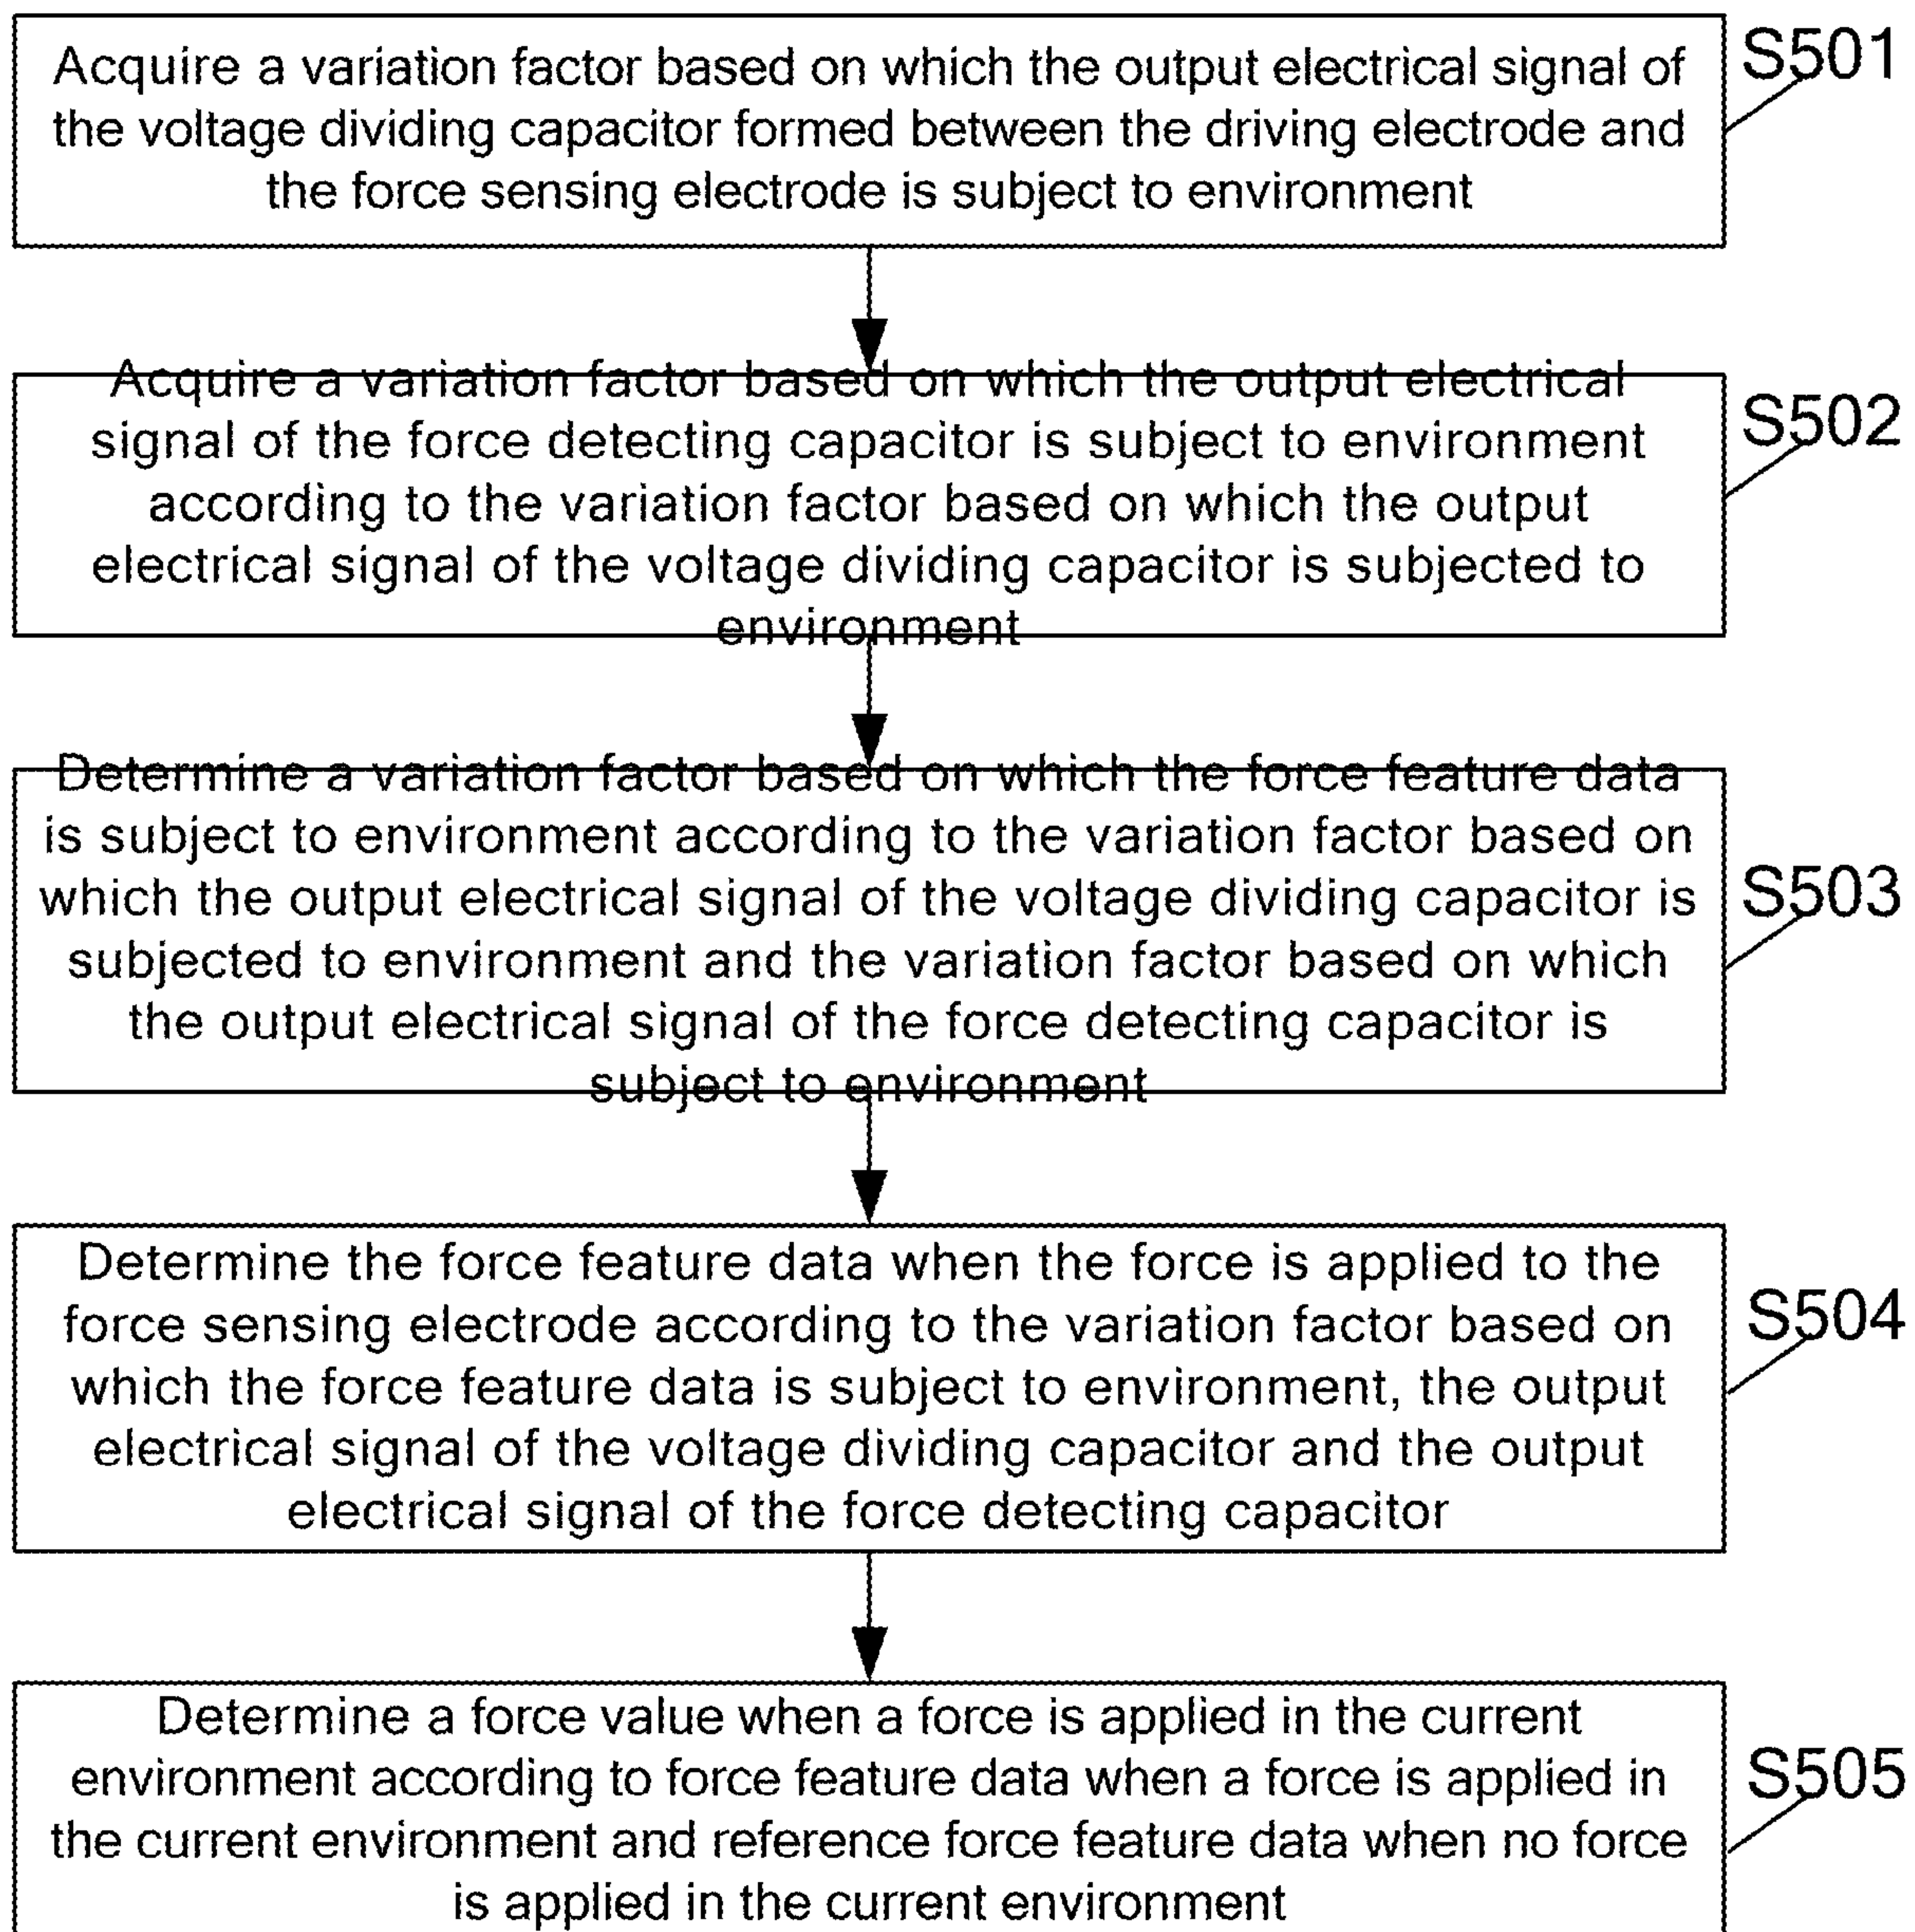 Acquire a variation factor based on which the output electrical signal of
the voltage dividing capacitor formed between the driving electrode and
the force sensing electrode is subject to environment
S501
Acquire a variation factor based on which the output electrical
signal of the force detecting capacitor is subject to environment
according to the variation factor based on which the output
electrical signal of the voltage dividing capacitor is subjected to
environment
S502
Determine a variation factor based on which the force feature data
is subject to environment according to the variation factor based on
which the output electrical signal of the voltage dividing capacitor is
subjected to environment and the variation factor based on which
the output electrical signal of the force detecting capacitor is
subject to environment
S503
Determine the force feature data when the force is applied to the
force sensing electrode according to the variation factor based on
which the force feature data is subject to environment, the output
electrical signal of the voltage dividing capacitor and the output
electrical signal of the force detecting capacitor
S504
Determine a force value when a force is applied in the current
environment according to force feature data when a force is applied in
the current environment and reference force feature data when no force
is applied in the current environment
S505